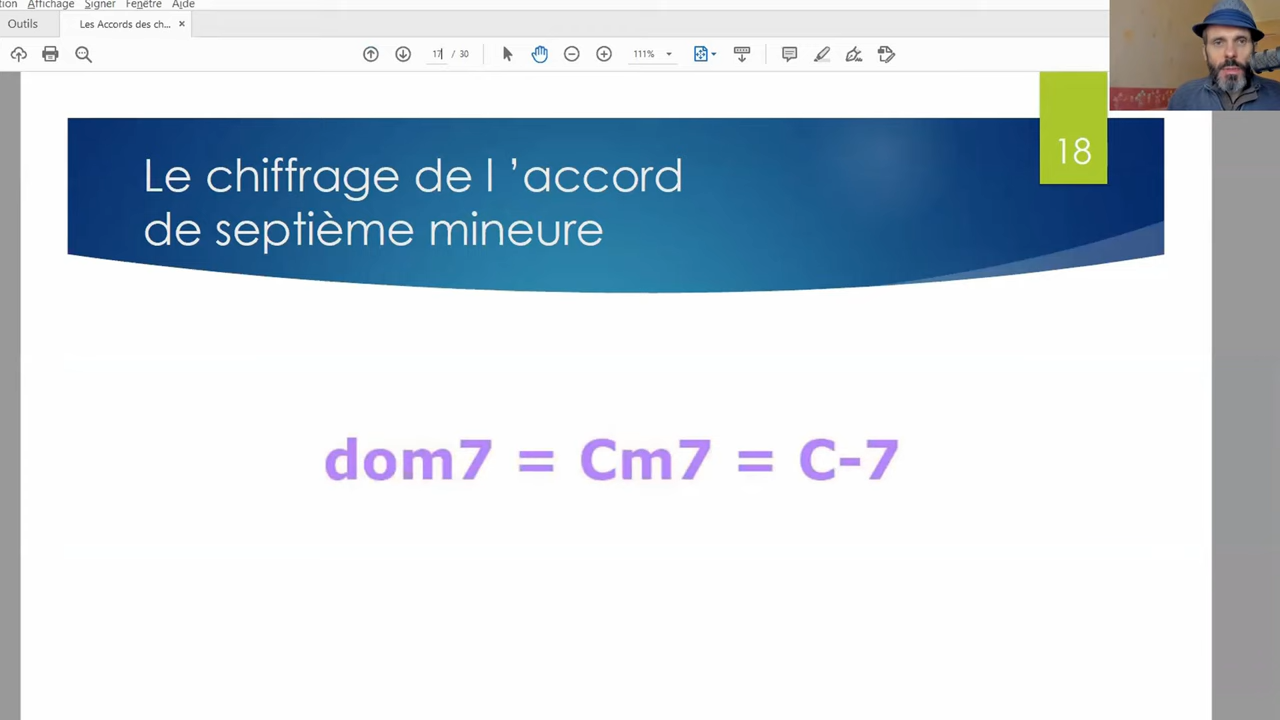 tion Affichage Signer Fenêtre Aide
Outils
Les Accords des ch... ×
17 / 30
111%
18
Le chiffrage de l ’accord
de septième mineure
dom7 = Cm7 = C-7